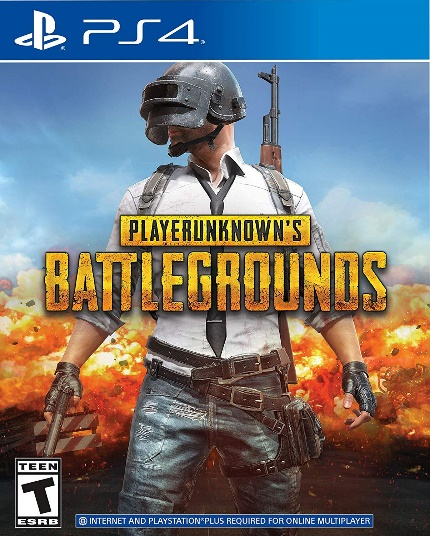 PS4
PLAYERUNKNOWN'S
BATTLEGROUNDS
TEEN
T
ESRB
@ INTERNET AND PLAYSTATION®PLUS REQUIRED FOR ONLINE MULTIPLAYER